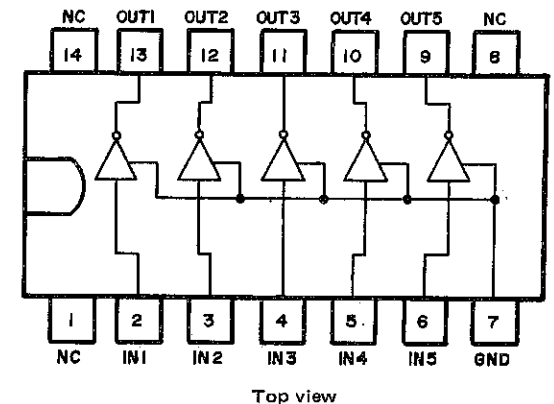 NC OUT1 OUT2 OUT3 OUT4 OUT5 NC
14 13 12 11 10 9 8
1 2 3 4 5 6 7
NC IN1 IN2 IN3 IN4 IN5 GND
Top view